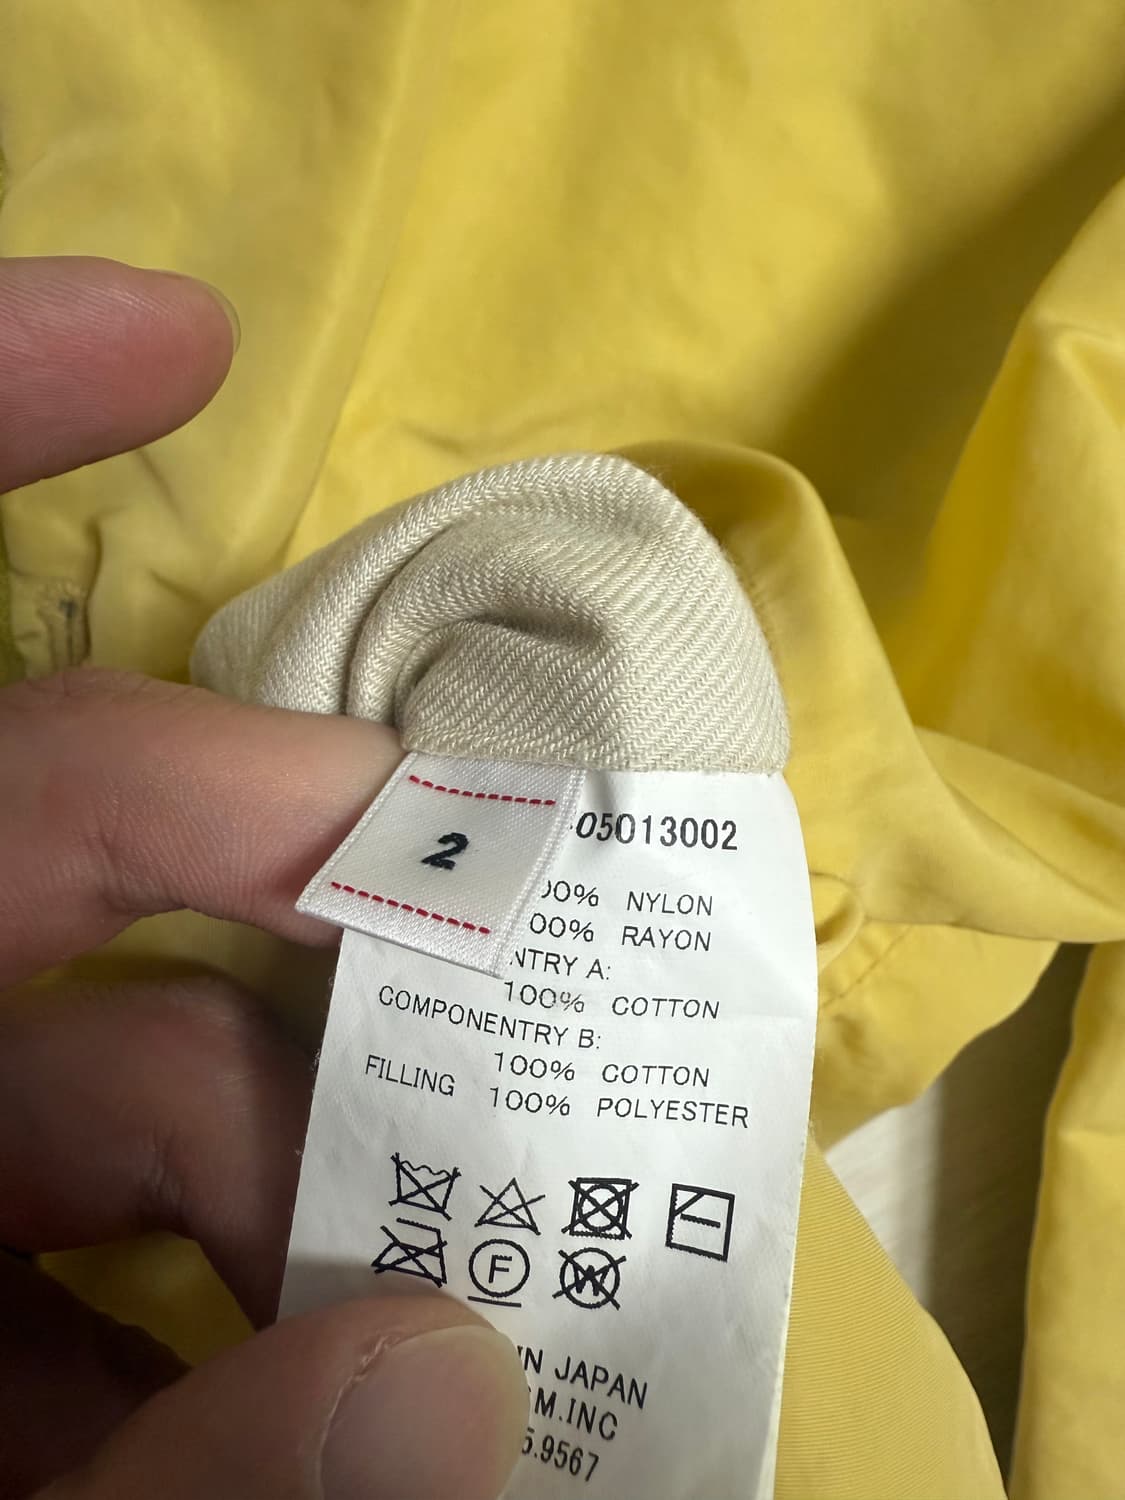 2
05013002
00% NYLON
00% RAYON
NTRY A:
100% COTTON
COMPONENTRY B:
100% COTTON
FILLING
100% POLYESTER
F
W
IN JAPAN
M.INC
5.9567